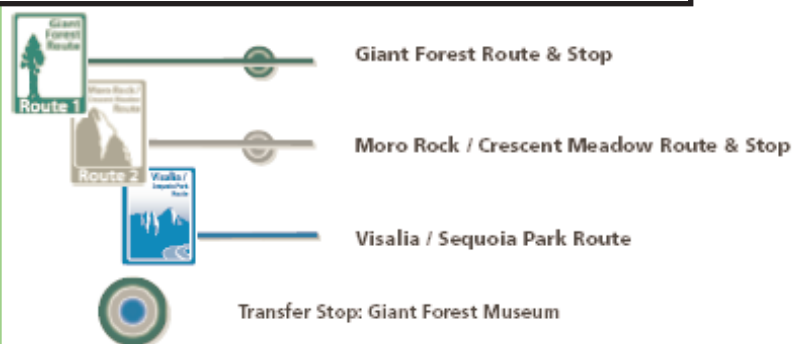 Giant
Forest
Route
Route 1
Giant Forest Route & Stop
Moro Rock /
Crescent Meadow
Route
Route 2
Moro Rock / Crescent Meadow Route & Stop
Visalia /
Sequoia Park
Route
Visalia / Sequoia Park Route
Transfer Stop: Giant Forest Museum